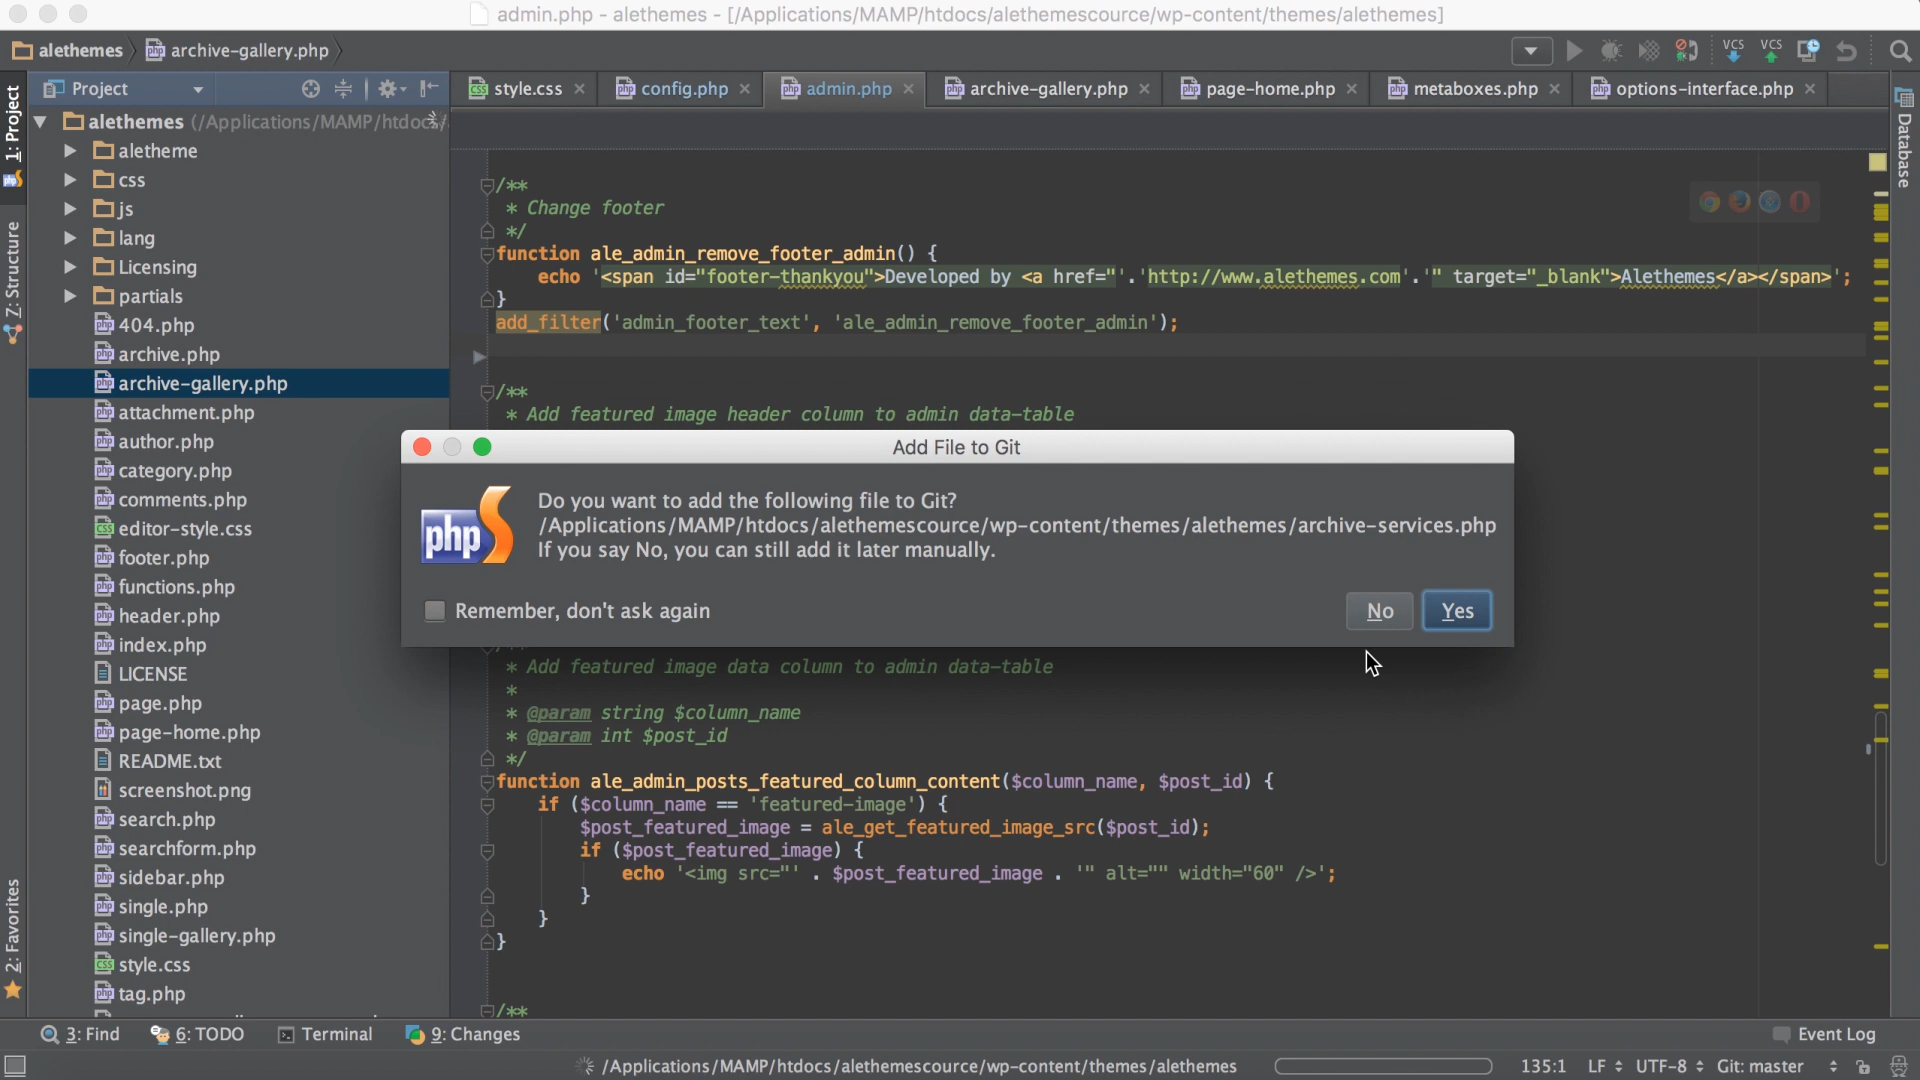 admin.php - alethemes - [/Applications/MAMP/htdocs/alethemescource/wp-content/themes/alethemes]
alethemes archive-gallery.php
VCS VCS
Project
style.css config.php admin.php archive-gallery.php page-home.php metaboxes.php options-interface.php
1: Project
7: Structure
2: Favorites
Database
alethemes (/Applications/MAMP/htdocs/
aletheme
css
js
lang
Licensing
partials
404.php
archive.php
archive-gallery.php
attachment.php
author.php
category.php
comments.php
editor-style.css
footer.php
functions.php
header.php
index.php
LICENSE
page.php
page-home.php
README.txt
screenshot.png
search.php
searchform.php
sidebar.php
single.php
single-gallery.php
style.css
tag.php
/**
* Change footer
*/
function ale_admin_remove_footer_admin() {
echo '<span id="footer-thankyou">Developed by <a href="'.'http://www.alethemes.com'.'" target="_blank">Alethemes</a></span>';
}
add_filter('admin_footer_text', 'ale_admin_remove_footer_admin');
/**
* Add featured image header column to admin data-table
Add File to Git
php
Do you want to add the following file to Git?
/Applications/MAMP/htdocs/alethemescource/wp-content/themes/alethemes/archive-services.php
If you say No, you can still add it later manually.
Remember, don't ask again
No Yes
* Add featured image data column to admin data-table
*
* @param string $column_name
* @param int $post_id
*/
function ale_admin_posts_featured_column_content($column_name, $post_id) {
if ($column_name == 'featured-image') {
$post_featured_image = ale_get_featured_image_src($post_id);
if ($post_featured_image) {
echo '<img src="' . $post_featured_image . '" alt="" width="60" />';
}
}
}
/**
3: Find 6: TODO Terminal 9: Changes Event Log
/Applications/MAMP/htdocs/alethemescource/wp-content/themes/alethemes 135:1 LF UTF-8 Git: master